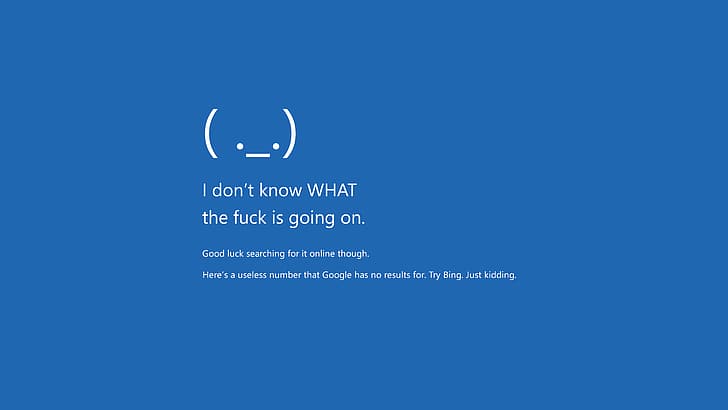 ( ._.)
I don't know WHAT
the fuck is going on.
Good luck searching for it online though.
Here's a useless number that Google has no results for. Try Bing. Just kidding.